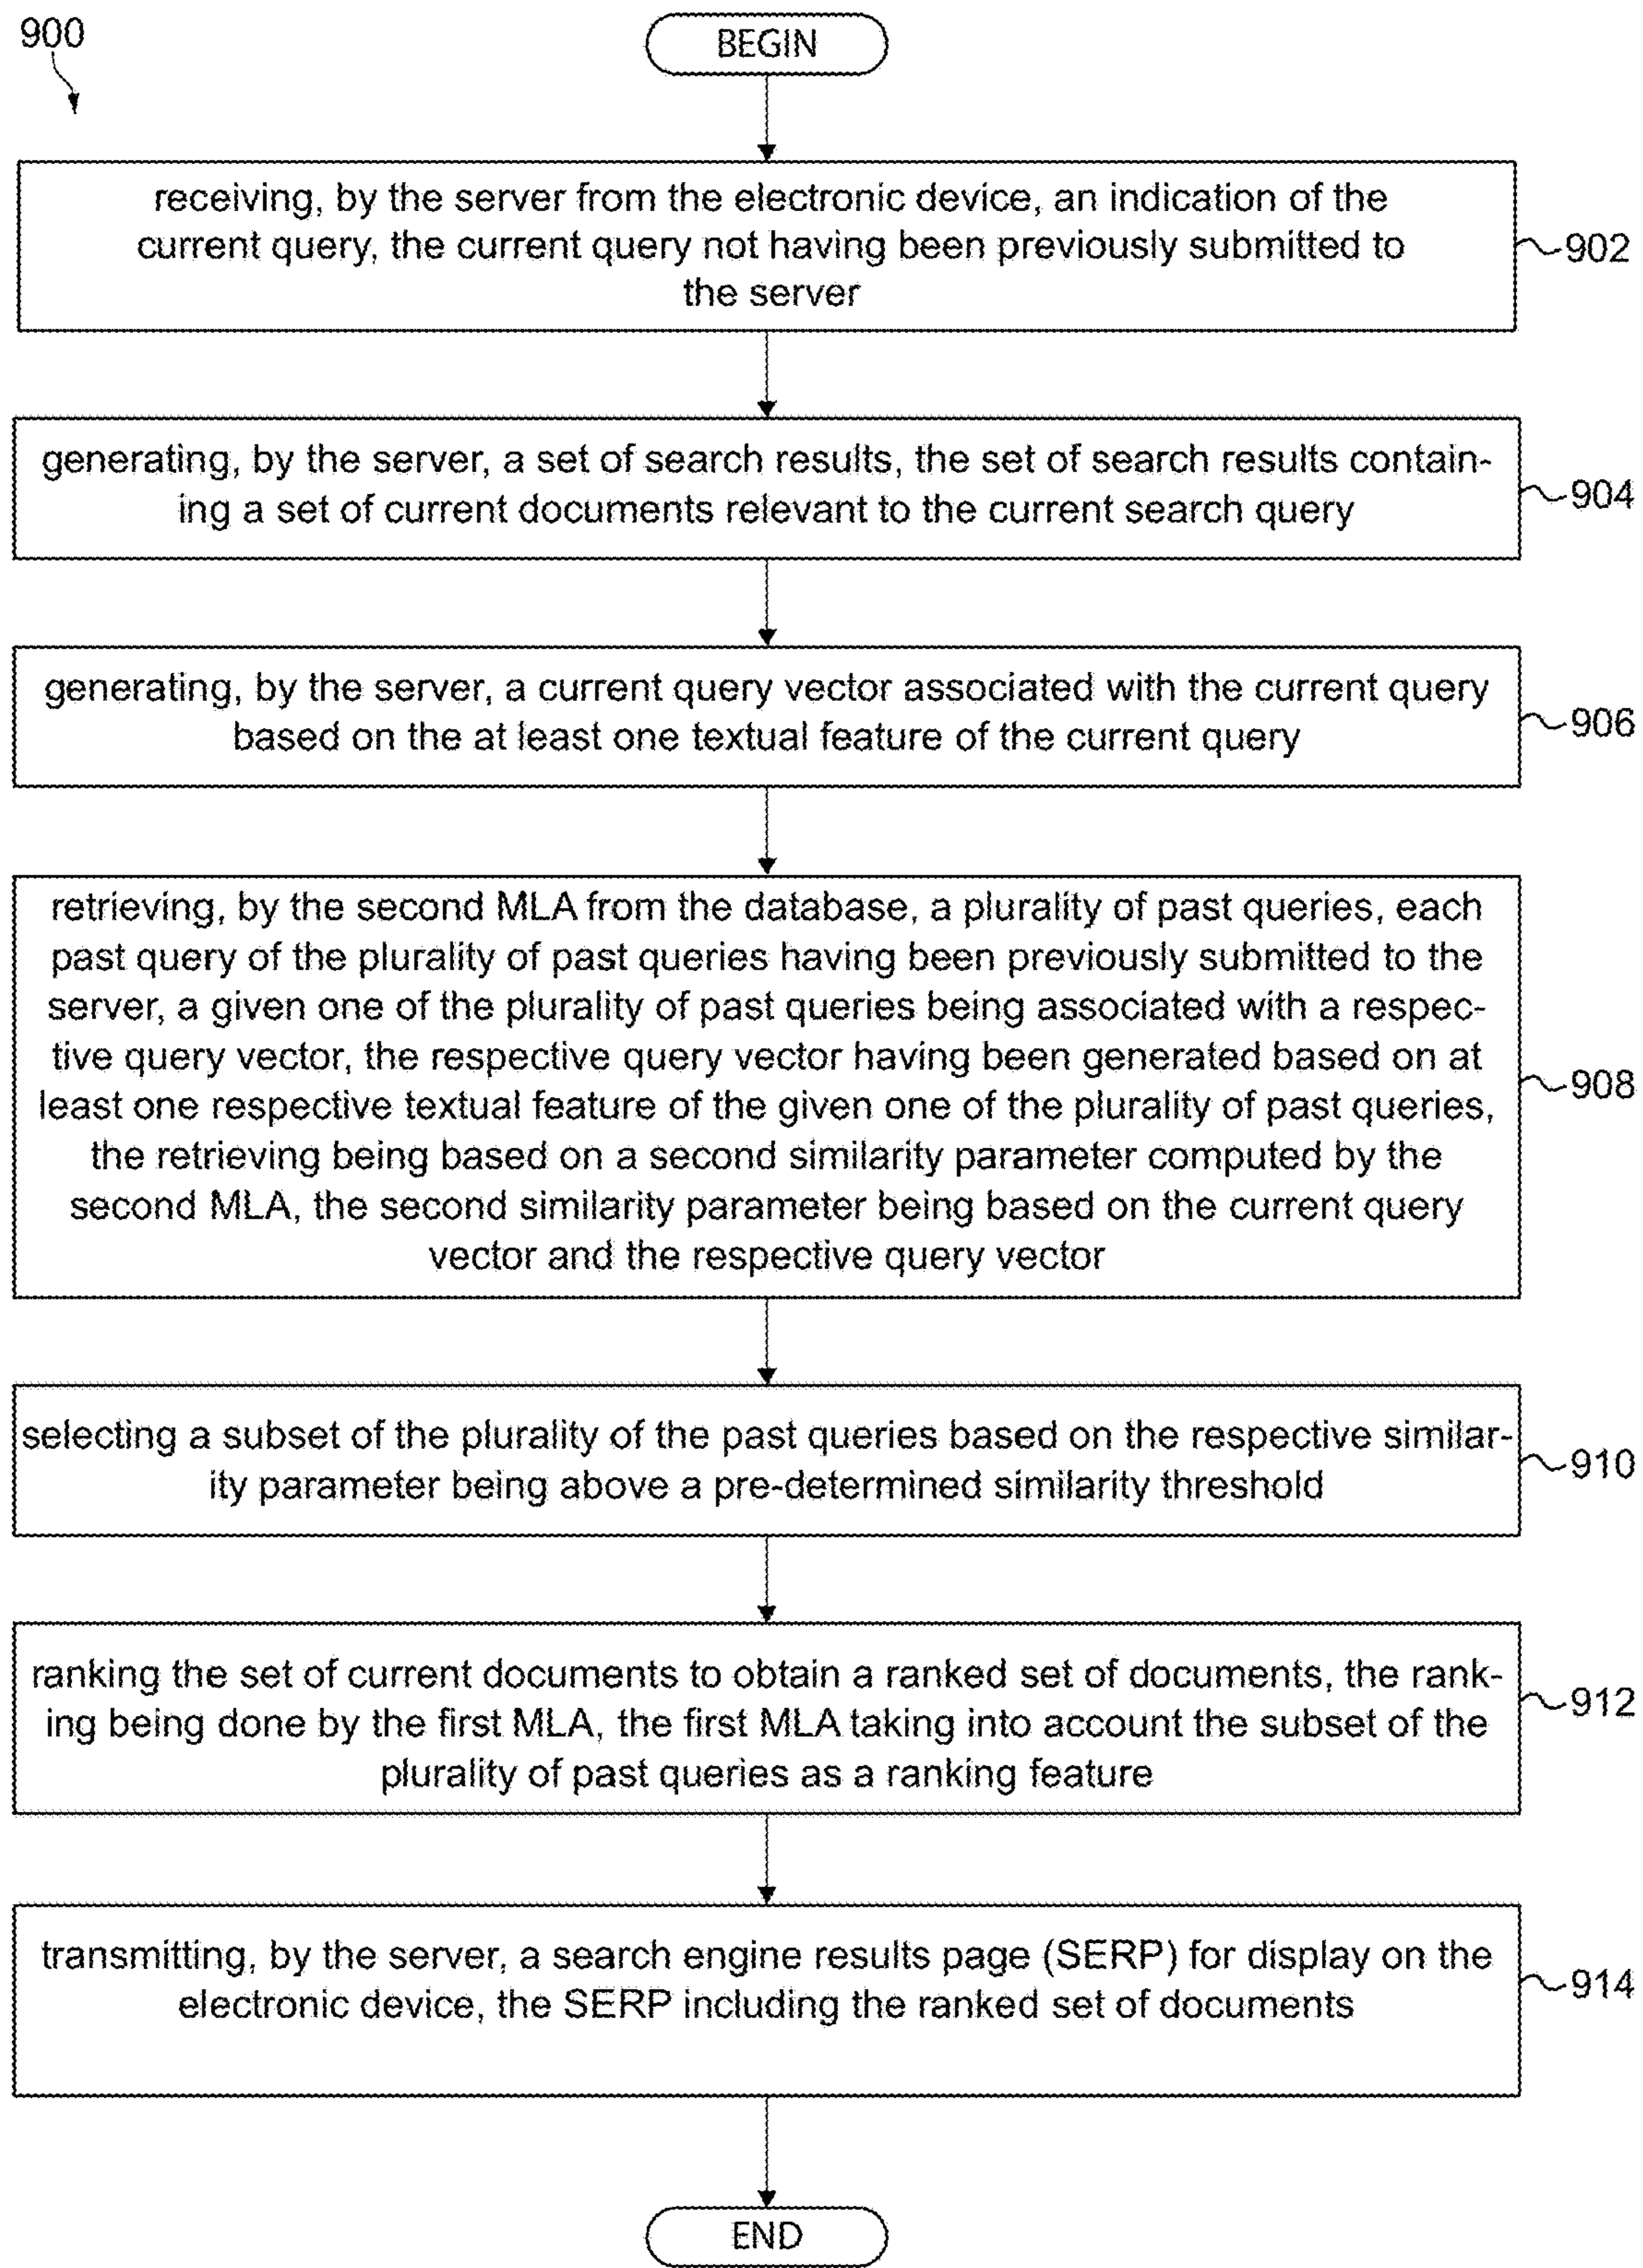 900
BEGIN
receiving, by the server from the electronic device, an indication of the
current query, the current query not having been previously submitted to
the server
902
generating, by the server, a set of search results, the set of search results contain-
ing a set of current documents relevant to the current search query
904
generating, by the server, a current query vector associated with the current query
based on the at least one textual feature of the current query
906
retrieving, by the second MLA from the database, a plurality of past queries, each
past query of the plurality of past queries having been previously submitted to the
server, a given one of the plurality of past queries being associated with a respec-
tive query vector, the respective query vector having been generated based on at
least one respective textual feature of the given one of the plurality of past queries,
the retrieving being based on a second similarity parameter computed by the
second MLA, the second similarity parameter being based on the current query
vector and the respective query vector
908
selecting a subset of the plurality of the past queries based on the respective similar-
ity parameter being above a pre-determined similarity threshold
910
ranking the set of current documents to obtain a ranked set of documents, the rank-
ing being done by the first MLA, the first MLA taking into account the subset of the
plurality of past queries as a ranking feature
912
transmitting, by the server, a search engine results page (SERP) for display on the
electronic device, the SERP including the ranked set of documents
914
END